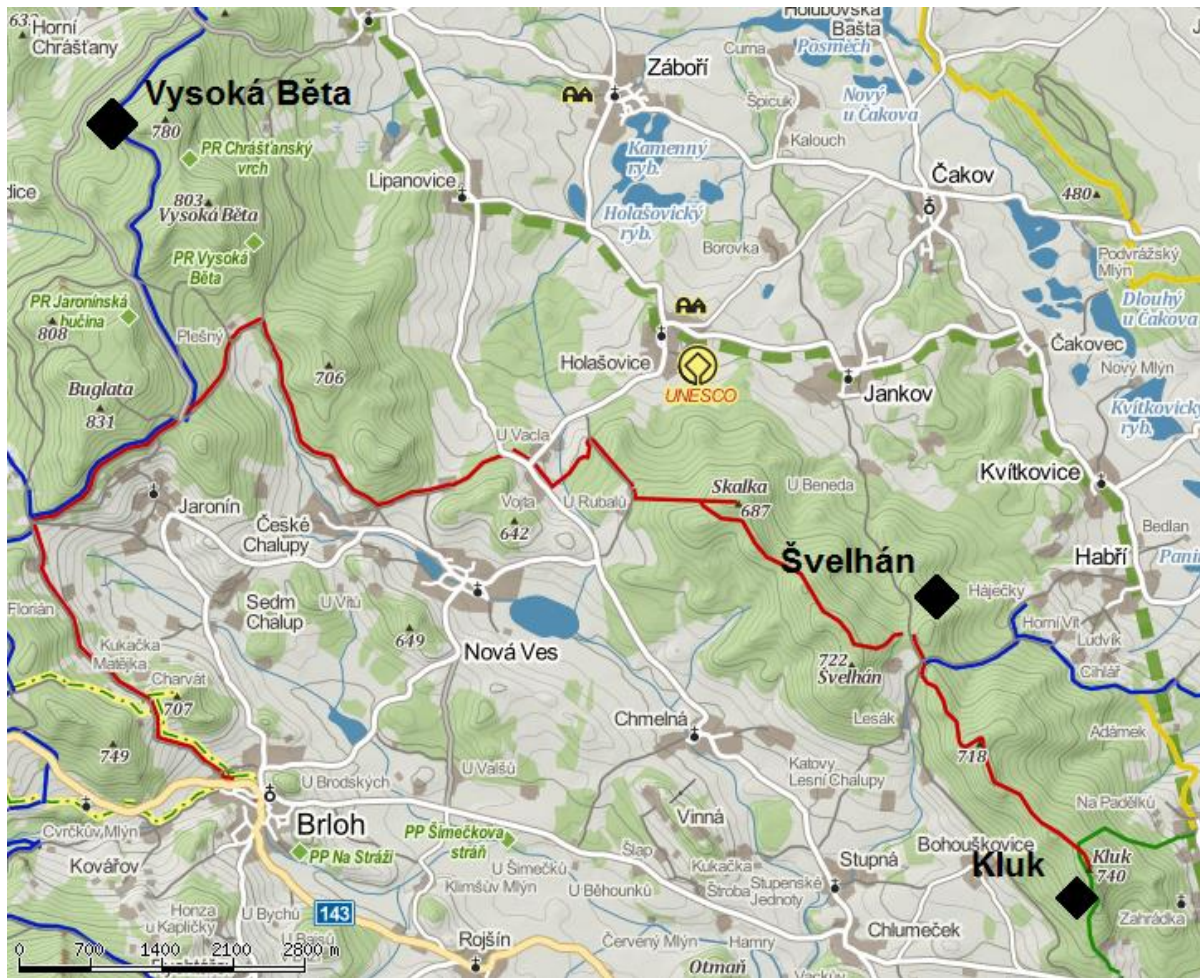 Horní
Chrášťany
Holubovská
Bašta
Posměch
Curna
Záboří
Vysoká Běta
780
Špicuk
Nový
u Čakova
PR Chrášťanský
vrch
Kamenný
ryb.
Kalouch
Lipanovice
Čakov
dice
803
Vysoká Běta
Holašovický
ryb.
480
PR Vysoká
Běta
Borovka
Podvrážský
Mlýn
PR Jaronínská
hučina
808
Plešný
Dlouhý
u Čakova
Holašovice
Čakovec
706
Nový Mlýn
Buglata
831
UNESCO
Jankov
Kvítkovický
ryb.
U Vacla
Kvítkovice
Jaronín
České
Chalupy
Vojta
642
U Rubalů
Skalka
687
U Beneda
Bedlan
Švelhán
Habří
Florián
Sedm
Chalup
U Vítů
Háječky
Horní Vít
Ludvík
Kukačka
Matějka
649
Nová Ves
722
Švelhán
Cihlář
Charvát
707
Lesák
749
Chmelná
718
Adámek
U Brodských
U Valšů
Katovy
Lesní Chalupy
Na Padělků
Brloh
Vinná
Cvrčkův Mlýn
PP Šimečkova
stráň
Bohouškovice
Kovářov
PP Na Stráži
U Šimečků
Šlap
Kukačka
Stupná
Kluk
Kluk
740
Klimšův Mlýn
U Běhounků
Štroba
Stupenské
Jednoty
Honza
u Kapličky
U Bychů
143
Zahrádka
Chlumeček
Rojšín
Červený Mlýn
Hamry
Otmaň
0 700 1400 2100 2800 m